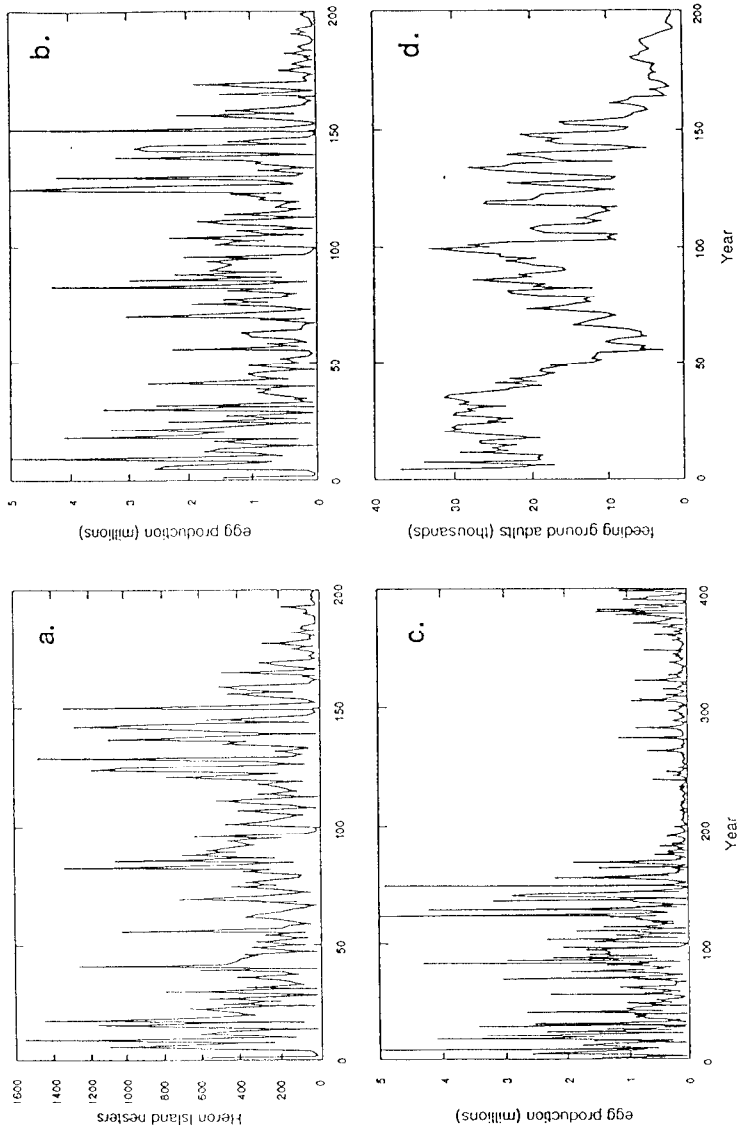 a.
Heron Island nesters
1600
1400
1200
1000
800
600
400
200
0
0 50 100 150 200
b.
egg production (millions)
5
4
3
2
1
0
0 50 100 150 200
c.
egg production (millions)
5
4
3
2
1
0
0 100 200 300 400
Year
d.
feeding ground adults (thousands)
40
30
20
10
0
0 50 100 150 200
Year